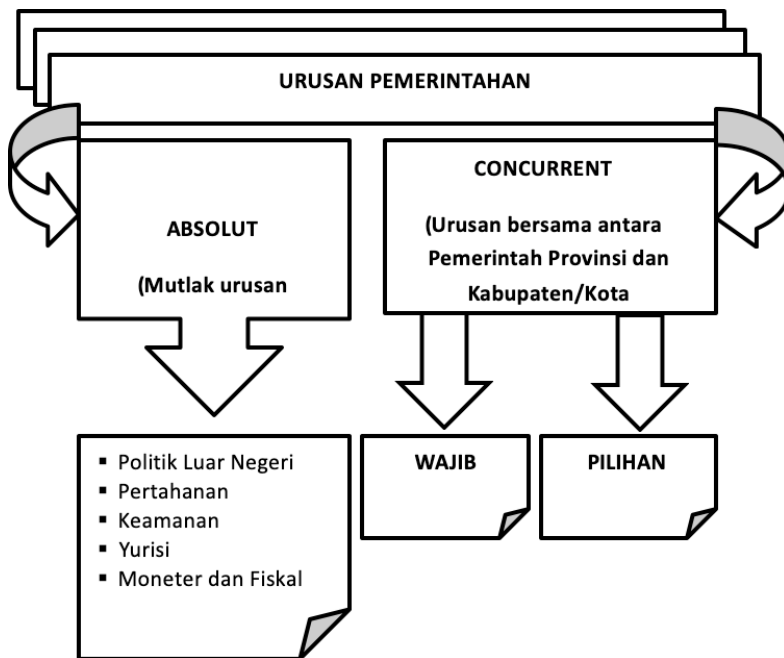 URUSAN PEMERINTAHAN
ABSOLUT
(Mutlak urusan
CONCURRENT
(Urusan bersama antara
Pemerintah Provinsi dan
Kabupaten/Kota
▪ Politik Luar Negeri
▪ Pertahanan
▪ Keamanan
▪ Yurisi
▪ Moneter dan Fiskal
WAJIB
PILIHAN